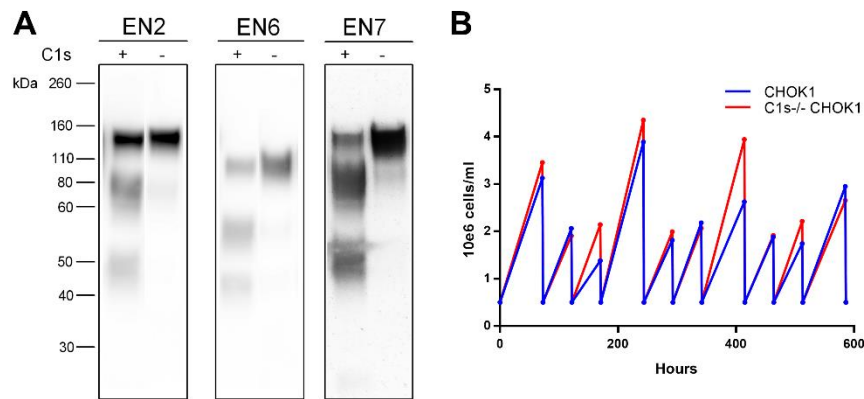 A
EN2 EN6 EN7
C1s + - + - + -
kDa
260
160
110
80
60
50
40
30
B
CHOK1
C1s-/- CHOK1
10e6 cells/ml
5
4
3
2
1
0
0 200 400 600
Hours